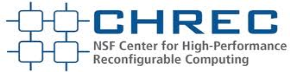 CHREC
NSF Center for High-Performance
Reconfigurable Computing